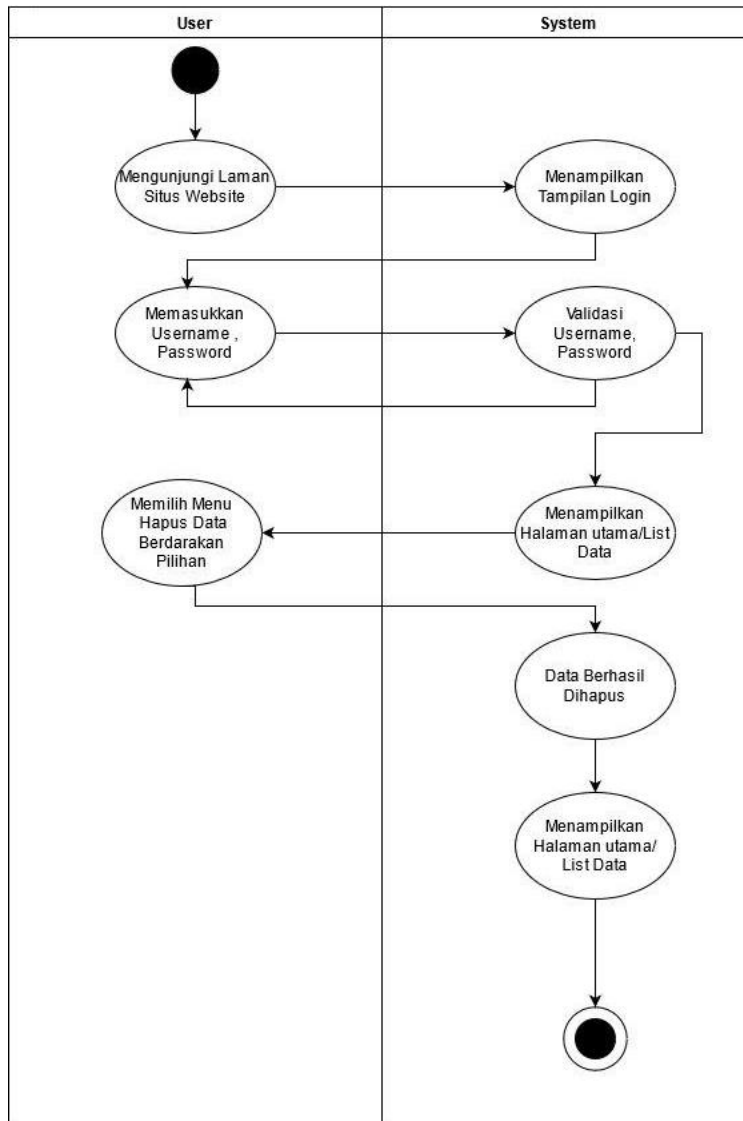 User
System
Mengunjungi Laman
Situs Website
Menampilkan
Tampilan Login
Memasukkan
Username ,
Password
Validasi
Username,
Password
Memilih Menu
Hapus Data
Berdarakan
Pilihan
Menampilkan
Halaman utama/List
Data
Data Berhasil
Dihapus
Menampilkan
Halaman utama/
List Data